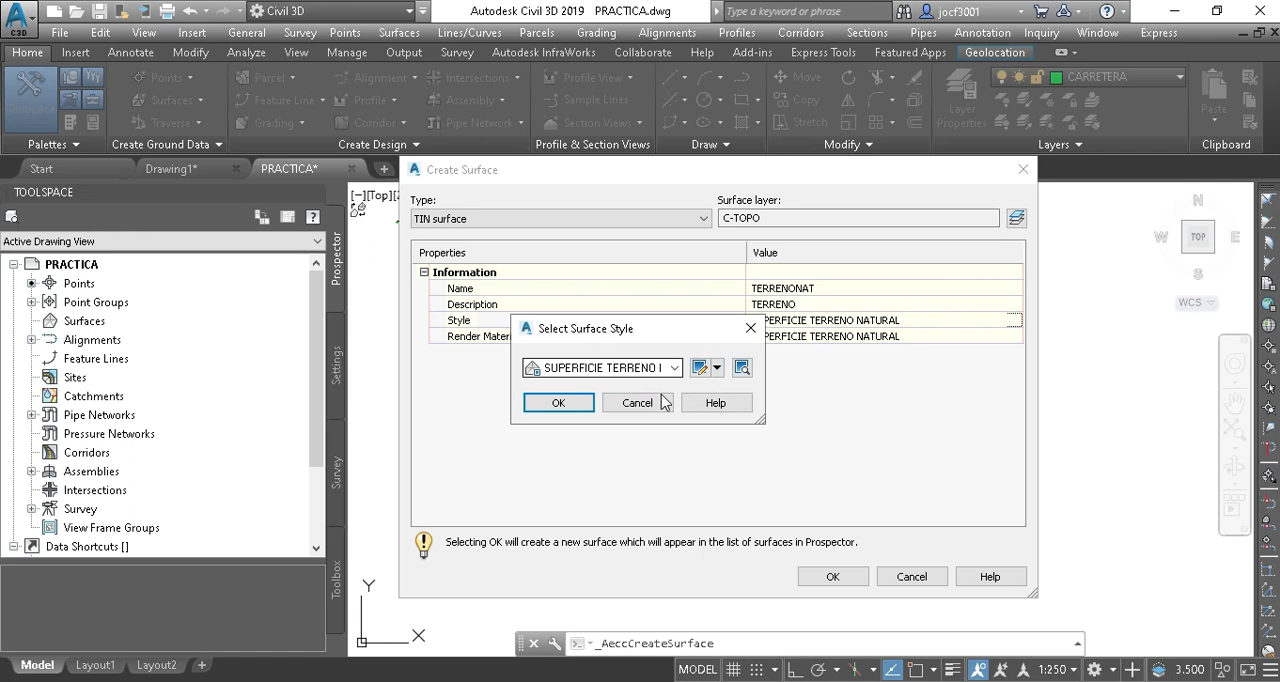 C3D
Civil 3D
Autodesk Civil 3D 2019 PRACTICA.dwg
Type a keyword or phrase
jocf3001
File Edit View Insert General Survey Points Surfaces Lines/Curves Parcels Grading Alignments Profiles Corridors Sections Pipes Annotation Inquiry Window Express
Home Insert Annotate Modify Analyze View Manage Output Survey Autodesk InfraWorks Collaborate Help Add-ins Express Tools Featured Apps Geolocation
Points Parcel Alignment Intersections Profile View Move CARRETERA
Surfaces Feature Line Profile Assembly Sample Lines Copy Layer Properties Paste
Traverse Grading Corridor Pipe Network Section Views Stretch
Palettes Create Ground Data Create Design Profile & Section Views Draw Modify Layers Clipboard
Start Drawing1* PRACTICA*
TOOLSPACE
Active Drawing View
PRACTICA
Points
Point Groups
Surfaces
Alignments
Feature Lines
Sites
Catchments
Pipe Networks
Pressure Networks
Corridors
Assemblies
Intersections
Survey
View Frame Groups
Data Shortcuts []
Prospector
Settings
Survey
Toolbox
[−][Top][2
Create Surface
Type: Surface layer:
TIN surface C-TOPO
Properties Value
Information
Name TERRENONAT
Description TERRENO
Style PERFICIE TERRENO NATURAL
Render Mater PERFICIE TERRENO NATURAL
Select Surface Style
SUPERFICIE TERRENO
OK Cancel Help
Selecting OK will create a new surface which will appear in the list of surfaces in Prospector.
OK Cancel Help
N
W TOP E
S
WCS
Y
X
_AeccCreateSurface
Model Layout1 Layout2 +
MODEL 1:250 3.500